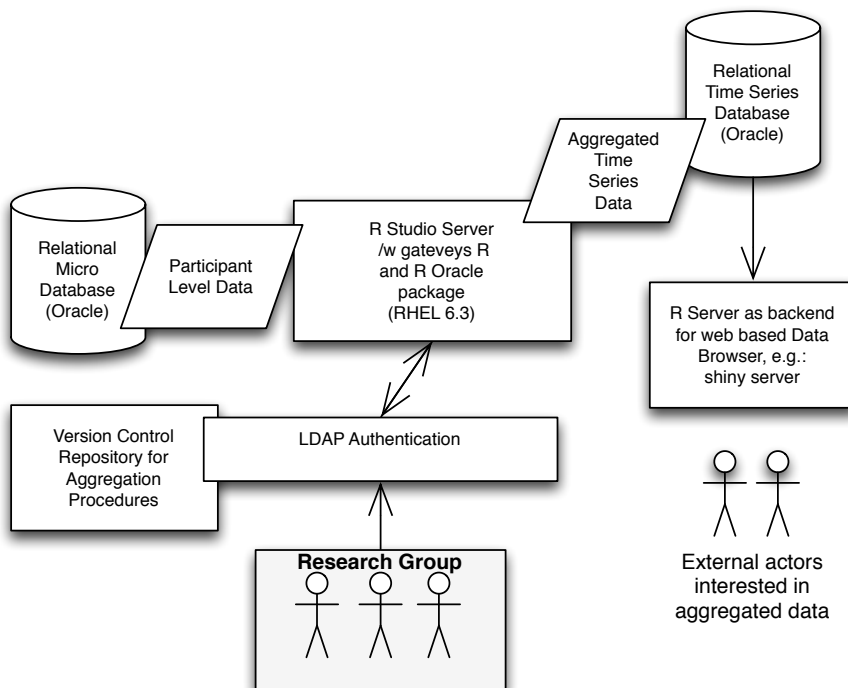 Relational
Time Series
Database
(Oracle)
Aggregated
Time
Series
Data
R Studio Server
/w gateveys R
and R Oracle
package
(RHEL 6.3)
Relational
Micro
Database
(Oracle)
Participant
Level Data
R Server as backend
for web based Data
Browser, e.g.:
shiny server
Version Control
Repository for
Aggregation
Procedures
LDAP Authentication
Research Group
External actors
interested in
aggregated data